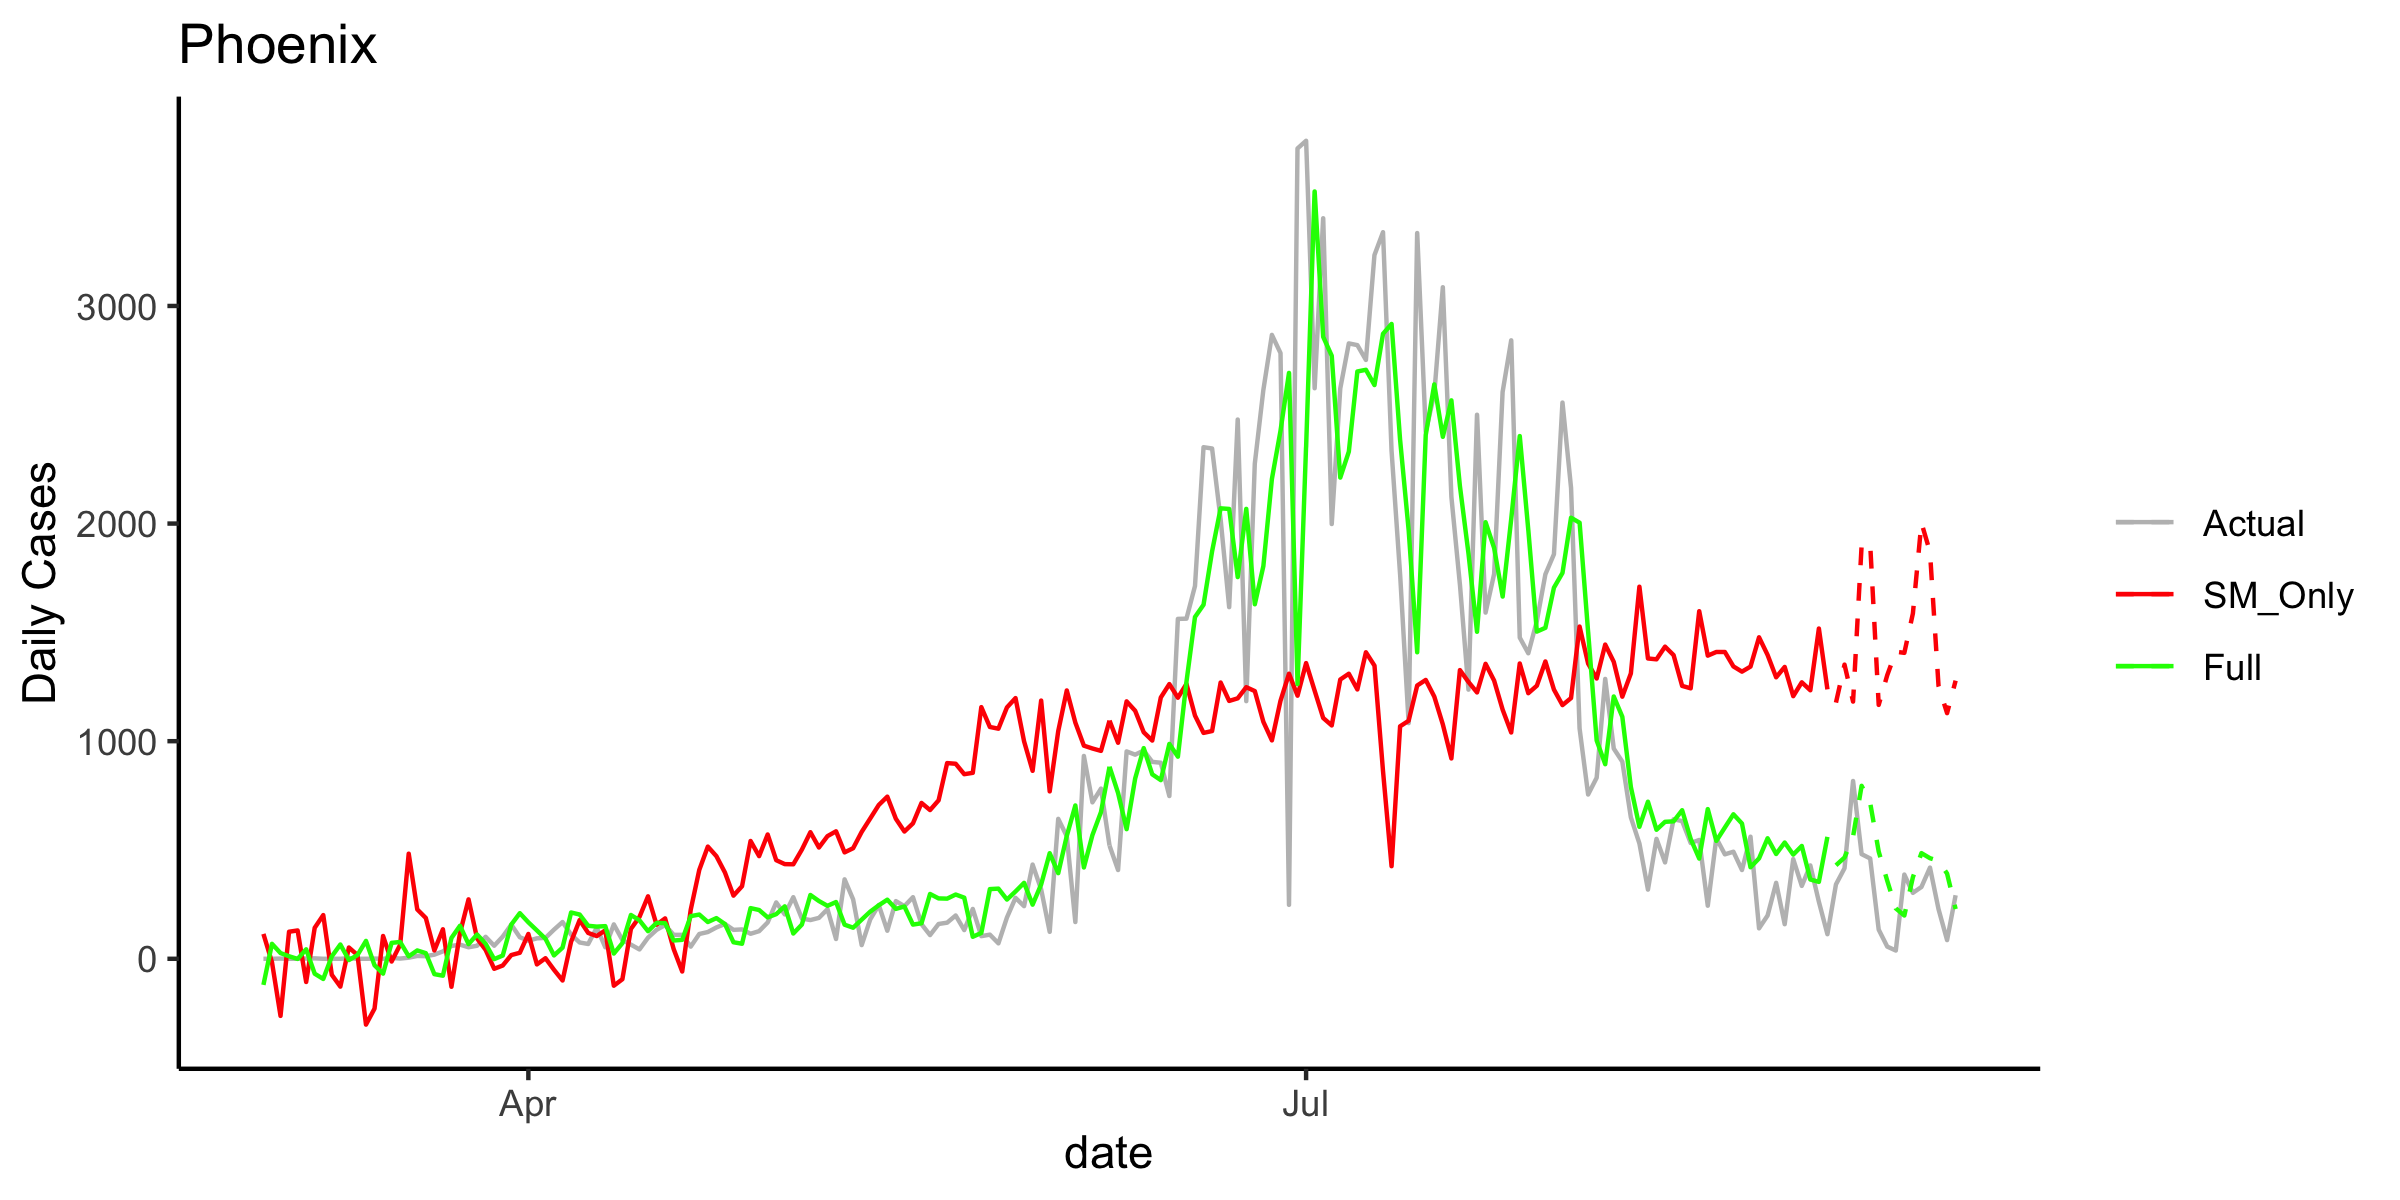 Phoenix
Daily Cases
3000
2000
1000
0
Apr
Jul
date
Actual
SM_Only
Full